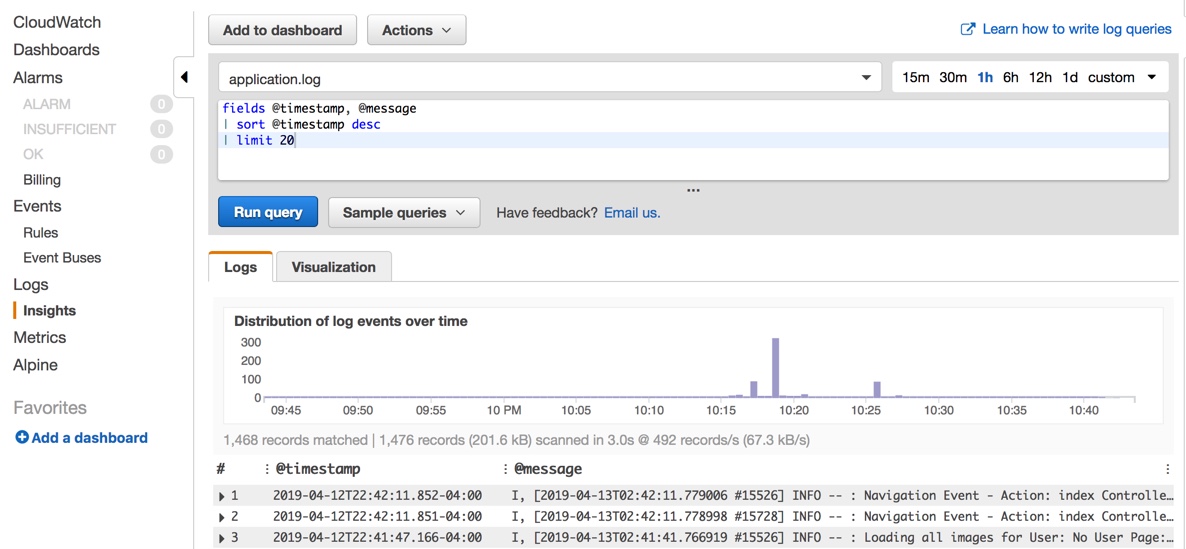 CloudWatch
Dashboards
Alarms
ALARM 0
INSUFFICIENT 0
OK 0
Billing
Events
Rules
Event Buses
Logs
Insights
Metrics
Alpine
Favorites
Add a dashboard
Add to dashboard Actions Learn how to write log queries
application.log 15m 30m 1h 6h 12h 1d custom
fields @timestamp, @message
| sort @timestamp desc
| limit 20
...
Run query Sample queries Have feedback? Email us.
Logs Visualization
Distribution of log events over time
300
200
100
0
09:45 09:50 09:55 10 PM 10:05 10:10 10:15 10:20 10:25 10:30 10:35 10:40
1,468 records matched | 1,476 records (201.6 kB) scanned in 3.0s @ 492 records/s (67.3 kB/s)
# : @timestamp : @message :
1 2019-04-12T22:42:11.852-04:00 I, [2019-04-13T02:42:11.779006 #15526] INFO -- : Navigation Event - Action: index Controlle…
2 2019-04-12T22:42:11.851-04:00 I, [2019-04-13T02:42:11.778998 #15728] INFO -- : Navigation Event - Action: index Controlle…
3 2019-04-12T22:41:47.166-04:00 I, [2019-04-13T02:41:41.766919 #15526] INFO -- : Loading all images for User: No User Page:…